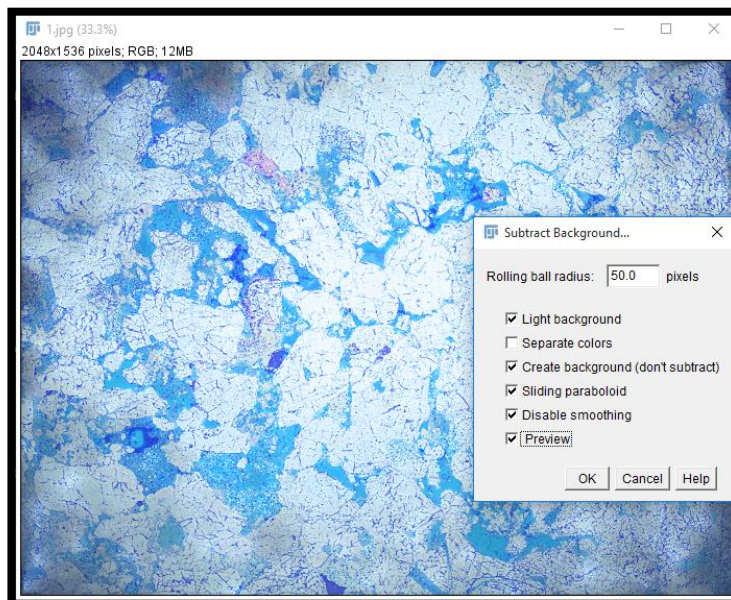 1.jpg (33.3%)
2048x1536 pixels; RGB; 12MB
Subtract Background...
Rolling ball radius: 50.0 pixels
Light background
Separate colors
Create background (don't subtract)
Sliding paraboloid
Disable smoothing
Preview
OK Cancel Help